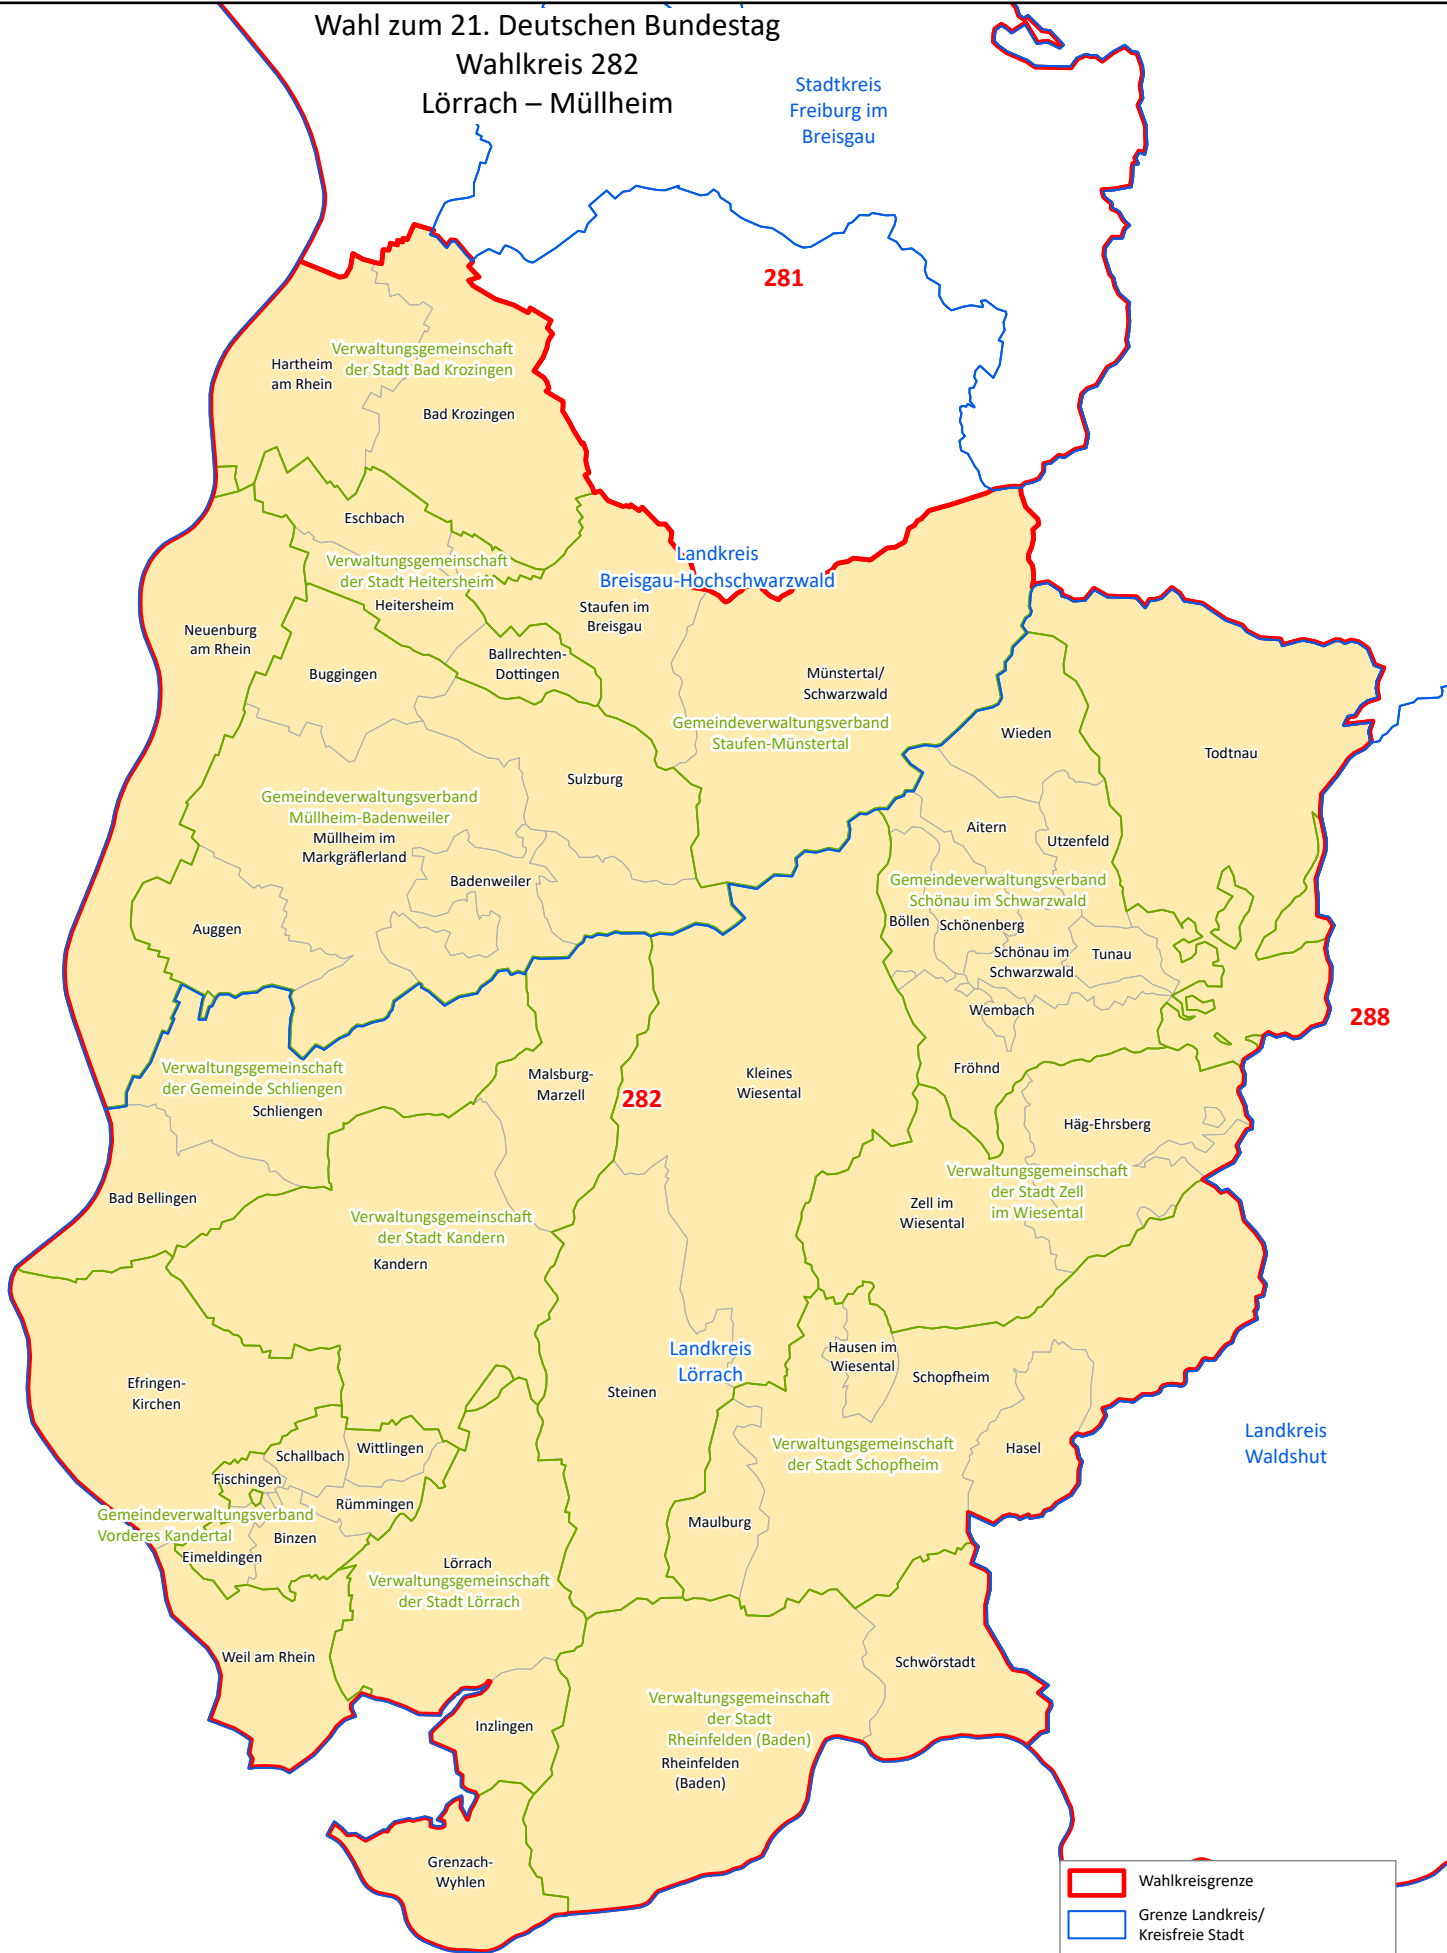 Wahl zum 21. Deutschen Bundestag
Wahlkreis 282
Lörrach – Müllheim
Stadtkreis
Freiburg im
Breisgau
281
Verwaltungsgemeinschaft
der Stadt Bad Krozingen
Hartheim
am Rhein
Bad Krozingen
Eschbach
Verwaltungsgemeinschaft
der Stadt Heitersheim
Heitersheim
Landkreis
Breisgau-Hochschwarzwald
Staufen im
Breisgau
Neuenburg
am Rhein
Buggingen
Ballrechten-
Dottingen
Münstertal/
Schwarzwald
Gemeindeverwaltungsverband
Staufen-Münstertal
Wieden
Todtnau
Sulzburg
Gemeindeverwaltungsverband
Müllheim-Badenweiler
Müllheim im
Markgräflerland
Badenweiler
Aitern
Utzenfeld
Gemeindeverwaltungsverband
Schönau im Schwarzwald
Böllen
Schönenberg
Auggen
Schönau im
Schwarzwald
Tunau
Wembach
288
Verwaltungsgemeinschaft
der Gemeinde Schliengen
Schliengen
Malsburg-
Marzell
282
Kleines
Wiesental
Fröhnd
Häg-Ehrsberg
Verwaltungsgemeinschaft
der Stadt Zell
im Wiesental
Zell im
Wiesental
Bad Bellingen
Verwaltungsgemeinschaft
der Stadt Kandern
Kandern
Landkreis
Lörrach
Hausen im
Wiesental
Schopfheim
Efringen-
Kirchen
Steinen
Landkreis
Waldshut
Verwaltungsgemeinschaft
der Stadt Schopfheim
Hasel
Schallbach
Wittlingen
Fischingen
Rümmingen
Gemeindeverwaltungsverband
Vorderes Kandertal
Binzen
Eimeldingen
Maulburg
Lörrach
Verwaltungsgemeinschaft
der Stadt Lörrach
Weil am Rhein
Schwörstadt
Inzlingen
Verwaltungsgemeinschaft
der Stadt
Rheinfelden (Baden)
Rheinfelden
(Baden)
Grenzach-
Wyhlen
Wahlkreisgrenze
Grenze Landkreis/
Kreisfreie Stadt